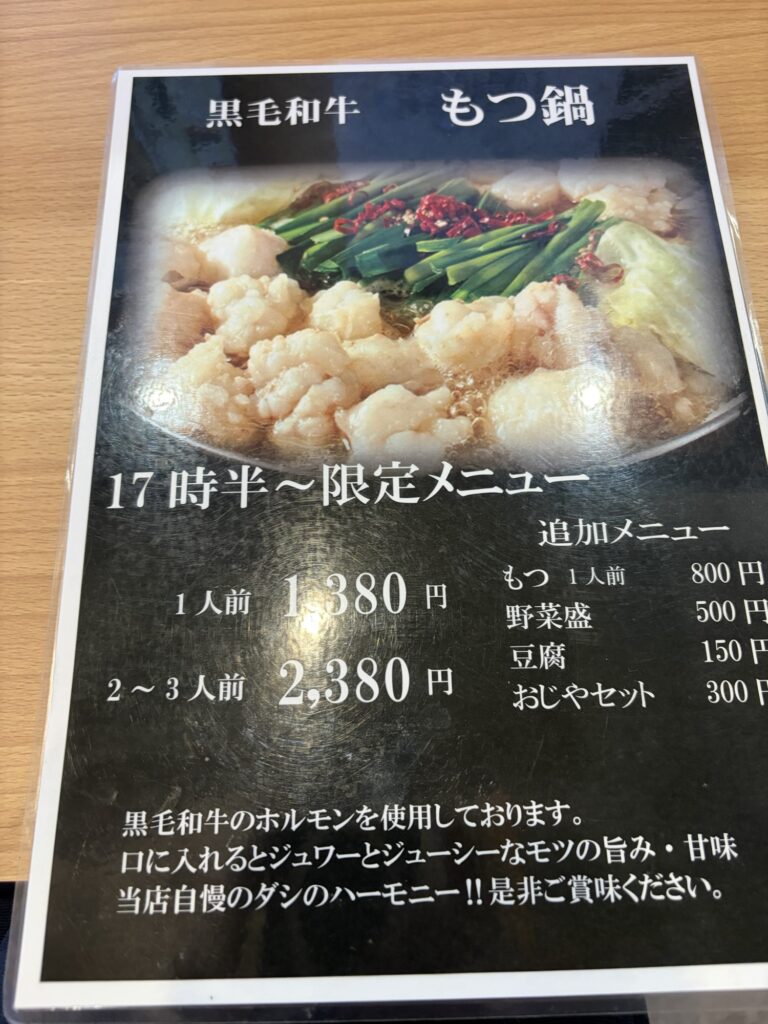 黒毛和牛 もつ鍋
17時半～限定メニュー
追加メニュー
1人前 1,380円
2～3人前 2,380円
もつ 1人前 800円
野菜盛 500円
豆腐 150円
おじやセット 300円
黒毛和牛のホルモンを使用しております。
口に入れるとジュワーとジューシーなモツの旨み・甘味
当店自慢のダシのハーモニー!!是非ご賞味ください。